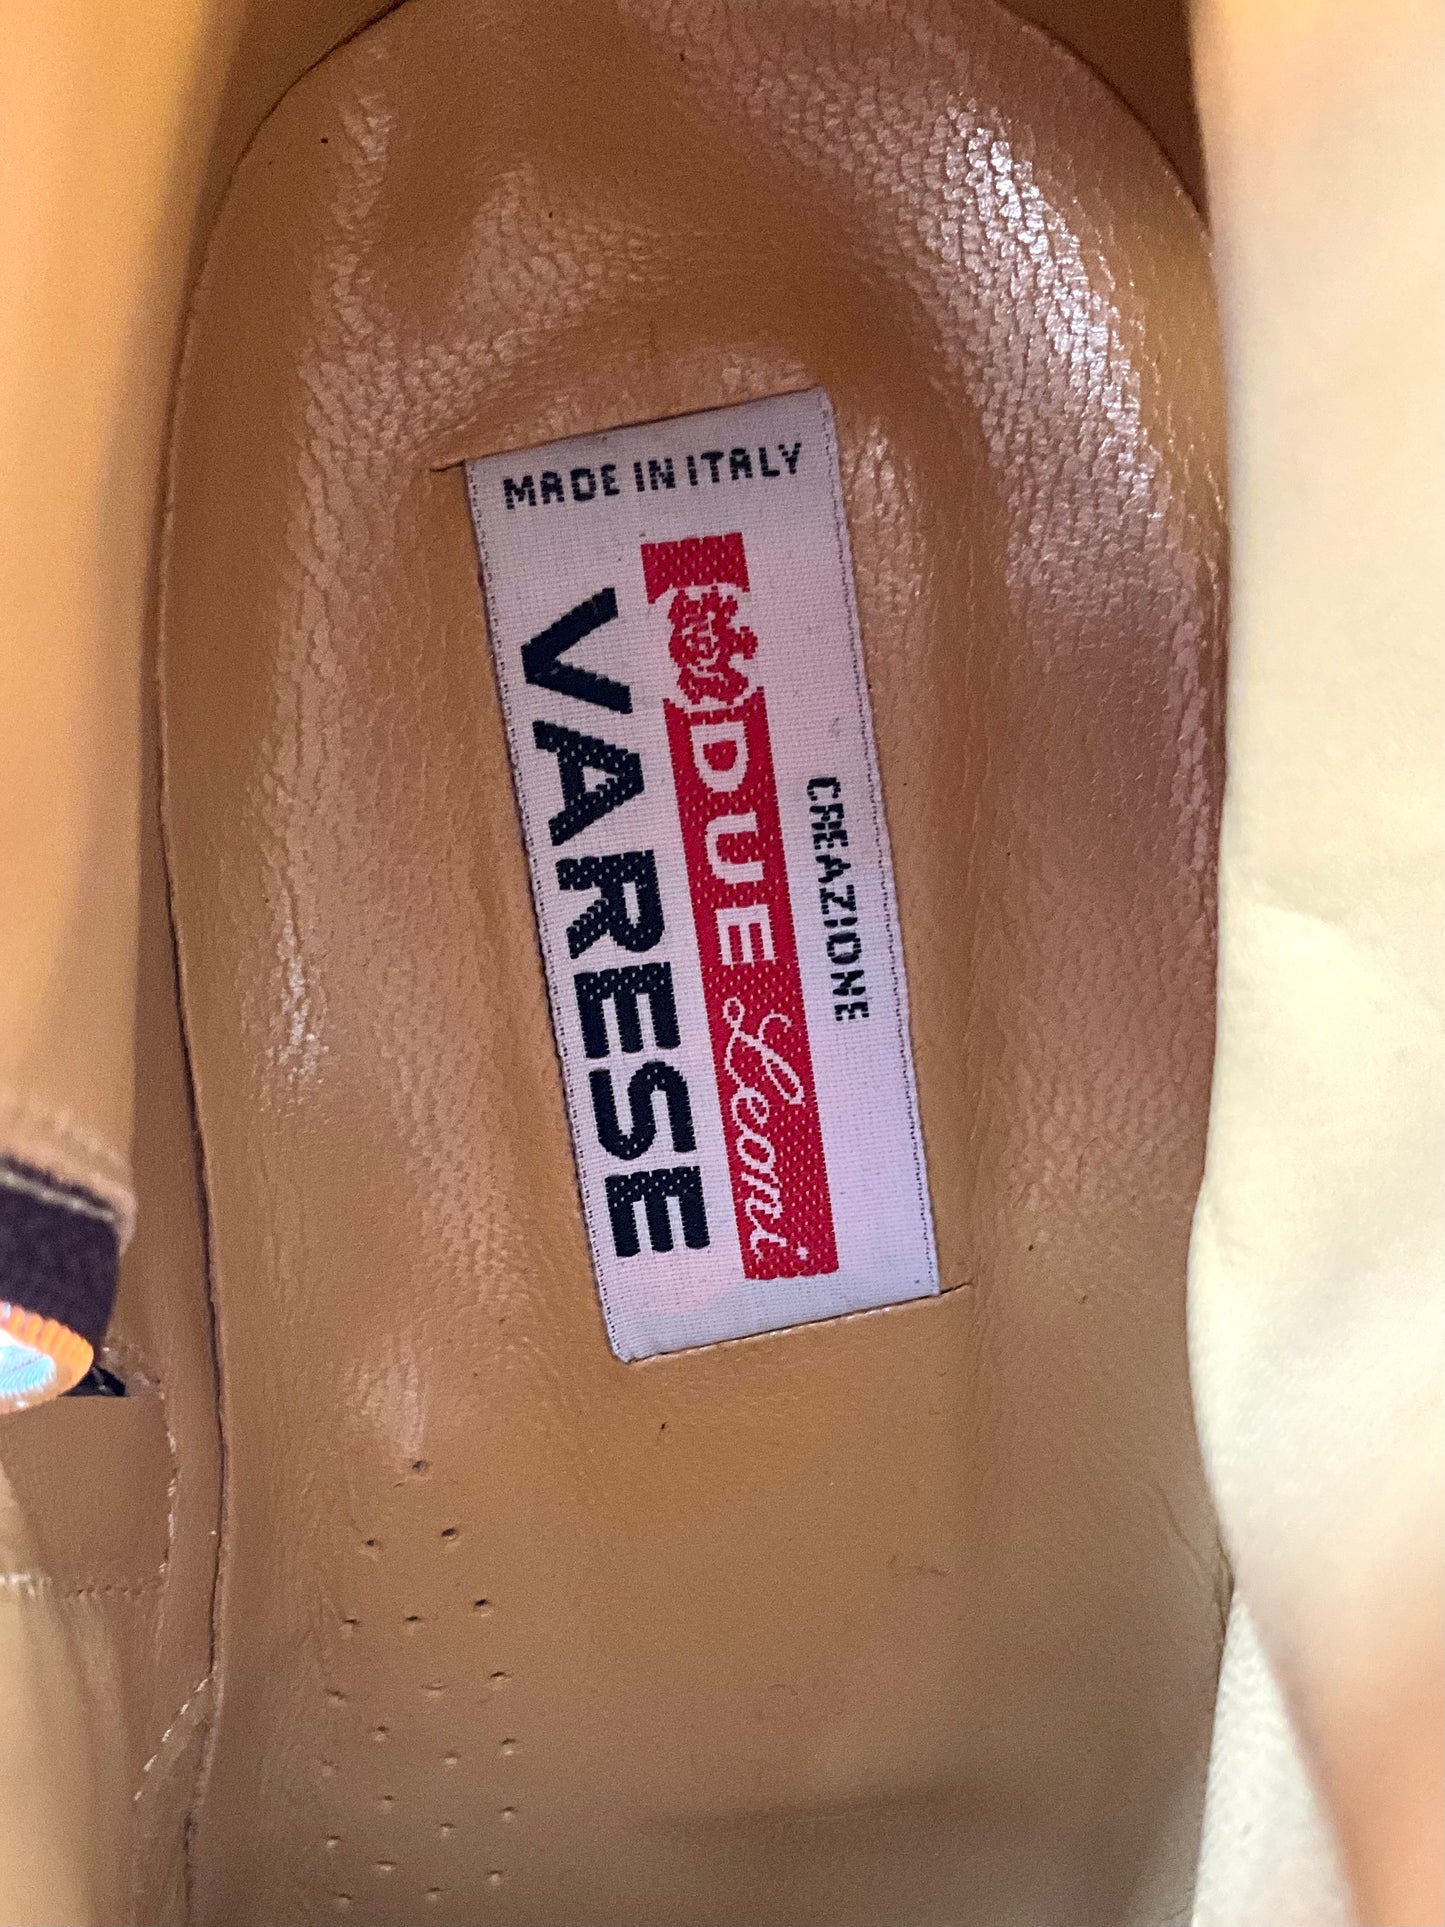 MADE IN ITALY
CREAZIONE
DUE Leoni
VARESE